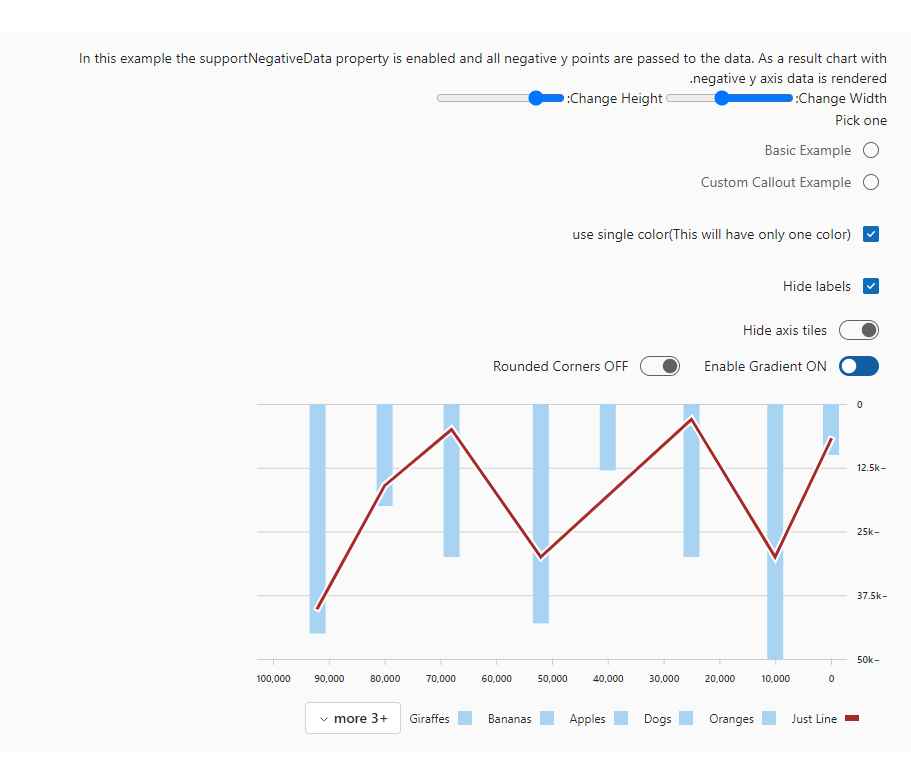 In this example the supportNegativeData property is enabled and all negative y points are passed to the data. As a result chart with
.negative y axis data is rendered
:Change Height :Change Width
Pick one
Basic Example
Custom Callout Example
use single color(This will have only one color)
Hide labels
Hide axis tiles
Rounded Corners OFF Enable Gradient ON
0
12.5k−
25k−
37.5k−
50k−
100,000 90,000 80,000 70,000 60,000 50,000 40,000 30,000 20,000 10,000 0
more 3+ Giraffes Bananas Apples Dogs Oranges Just Line